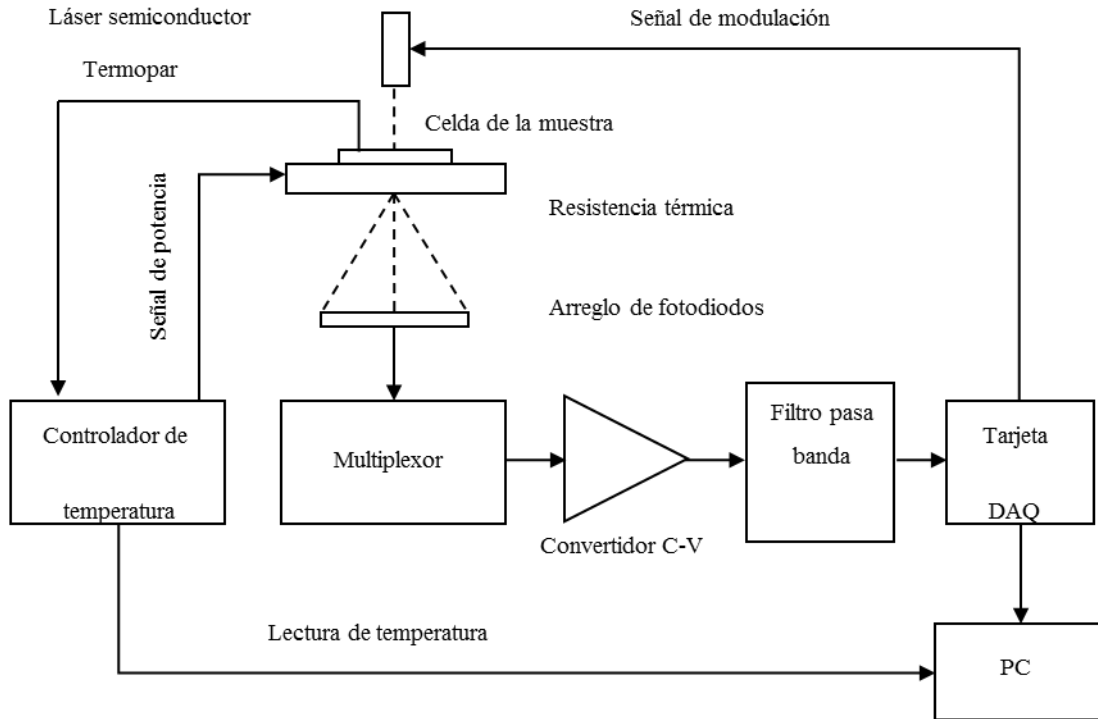 Láser semiconductor
Señal de modulación
Termopar
Celda de la muestra
Señal de potencia
Resistencia térmica
Arreglo de fotodiodos
Controlador de
temperatura
Multiplexor
Convertidor C-V
Filtro pasa
banda
Tarjeta
DAQ
Lectura de temperatura
PC